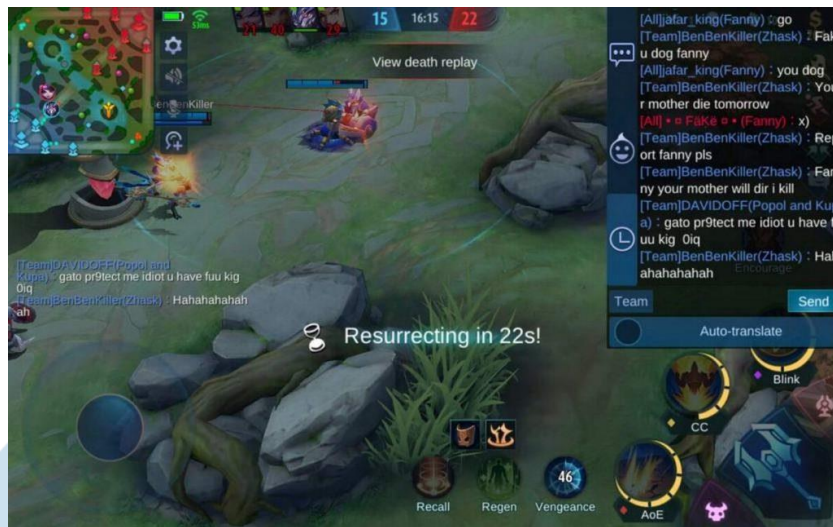 53ms
15 16:15 22
View death replay
BenBenKiller
[All]jafar_king(Fanny) : go
[Team]BenBenKiller(Zhask) : Fak
u dog fanny
[All]jafar_king(Fanny) : you dog
[Team]BenBenKiller(Zhask) : You
r mother die tomorrow
[All] • ¤ FäKë ¤ • (Fanny) : x)
[Team]BenBenKiller(Zhask) : Rep
ort fanny pls
[Team]BenBenKiller(Zhask) : Fan
ny your mother will dir i kill
[Team]DAVIDOFF(Popol and Kup
a) : gato pr9tect me idiot u have f
uu kig 0iq
[Team]BenBenKiller(Zhask) : Hah
ahahahahah
Encourage
Team
Send
Auto-translate
[Team]DAVIDOFF(Popol and
Kupa) : gato pr9tect me idiot u have fuu kig
0iq
[Team]BenBenKiller(Zhask) : Hahahahahah
ah
Resurrecting in 22s!
Blink
CC
46
Recall
Regen
Vengeance
AoE